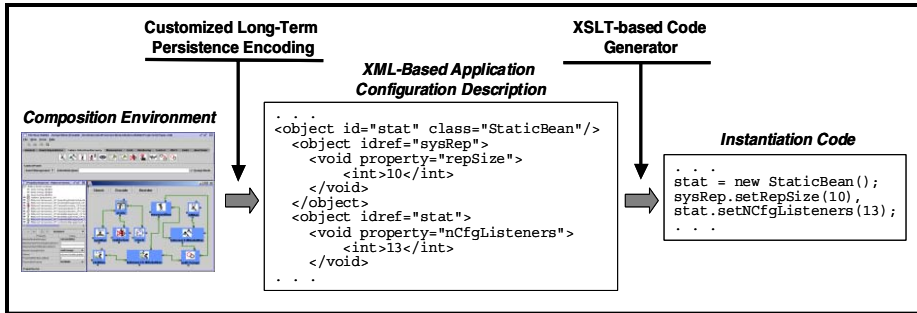 Customized Long-Term
Persistence Encoding
XSLT-based Code
Generator
XML-Based Application
Configuration Description
Composition Environment
. . .
<object id="stat" class="StaticBean"/>
<object idref="sysRep">
<void property="repSize">
<int>10</int>
</void>
</object>
<object idref="stat">
<void property="nCfgListeners">
<int>13</int>
</void>
. . .
Instantiation Code
. . .
stat = new StaticBean();
sysRep.setRepSize(10),
stat.setNCfgListeners(13);
. . .